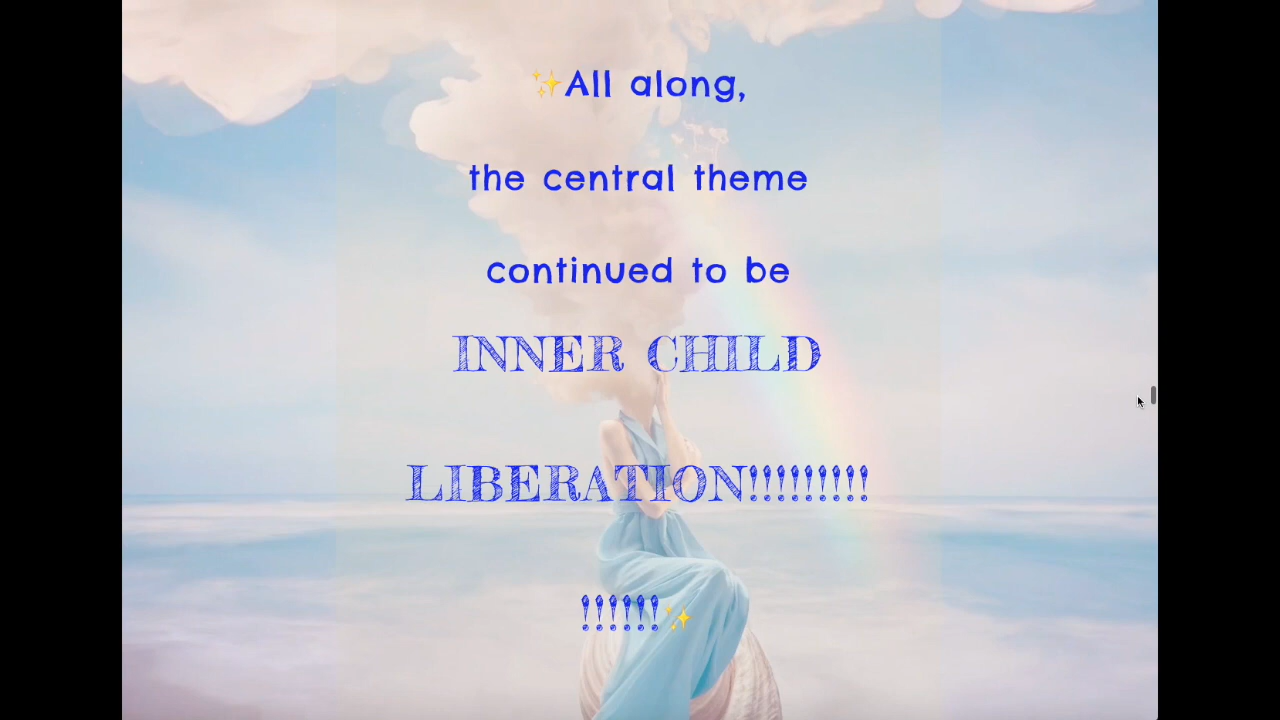 ✨All along,
the central theme
continued to be
INNER CHILD
LIBERATION!!!!!!!!!
!!!!!!✨